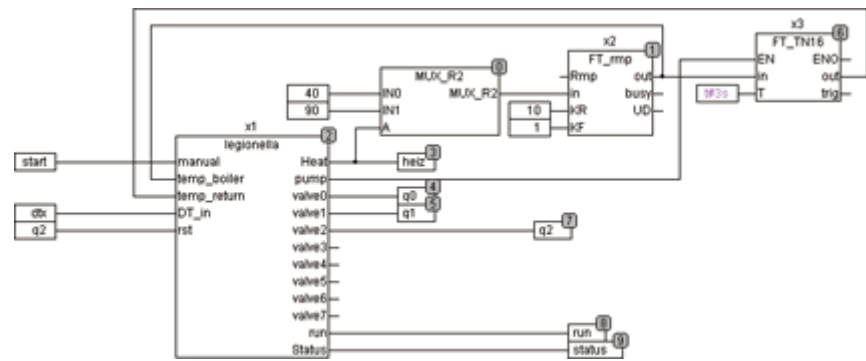 x3
6
x2
FT_TN16
0
1
FT_rmp
EN ENO
MUX_R2
Rmp out
in out
40
IN0 MUX_R2
in busy
t#3s
T trig
90
IN1
10
KR UD
A
1
KF
x1
2
legionella
3
start
manual Heat
heiz
temp_boiler pump
4
temp_return valve0
q0
5
dtx
DT_in valve1
q1
7
q2
rst valve2
q2
valve3
valve4
valve5
valve6
valve7
8
run
run
9
Status
status